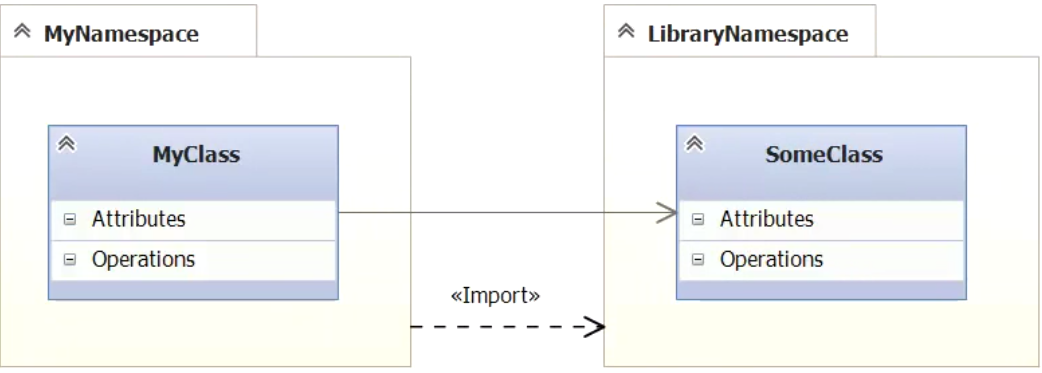 MyNamespace
LibraryNamespace
MyClass
Attributes
Operations
SomeClass
Attributes
Operations
«Import»